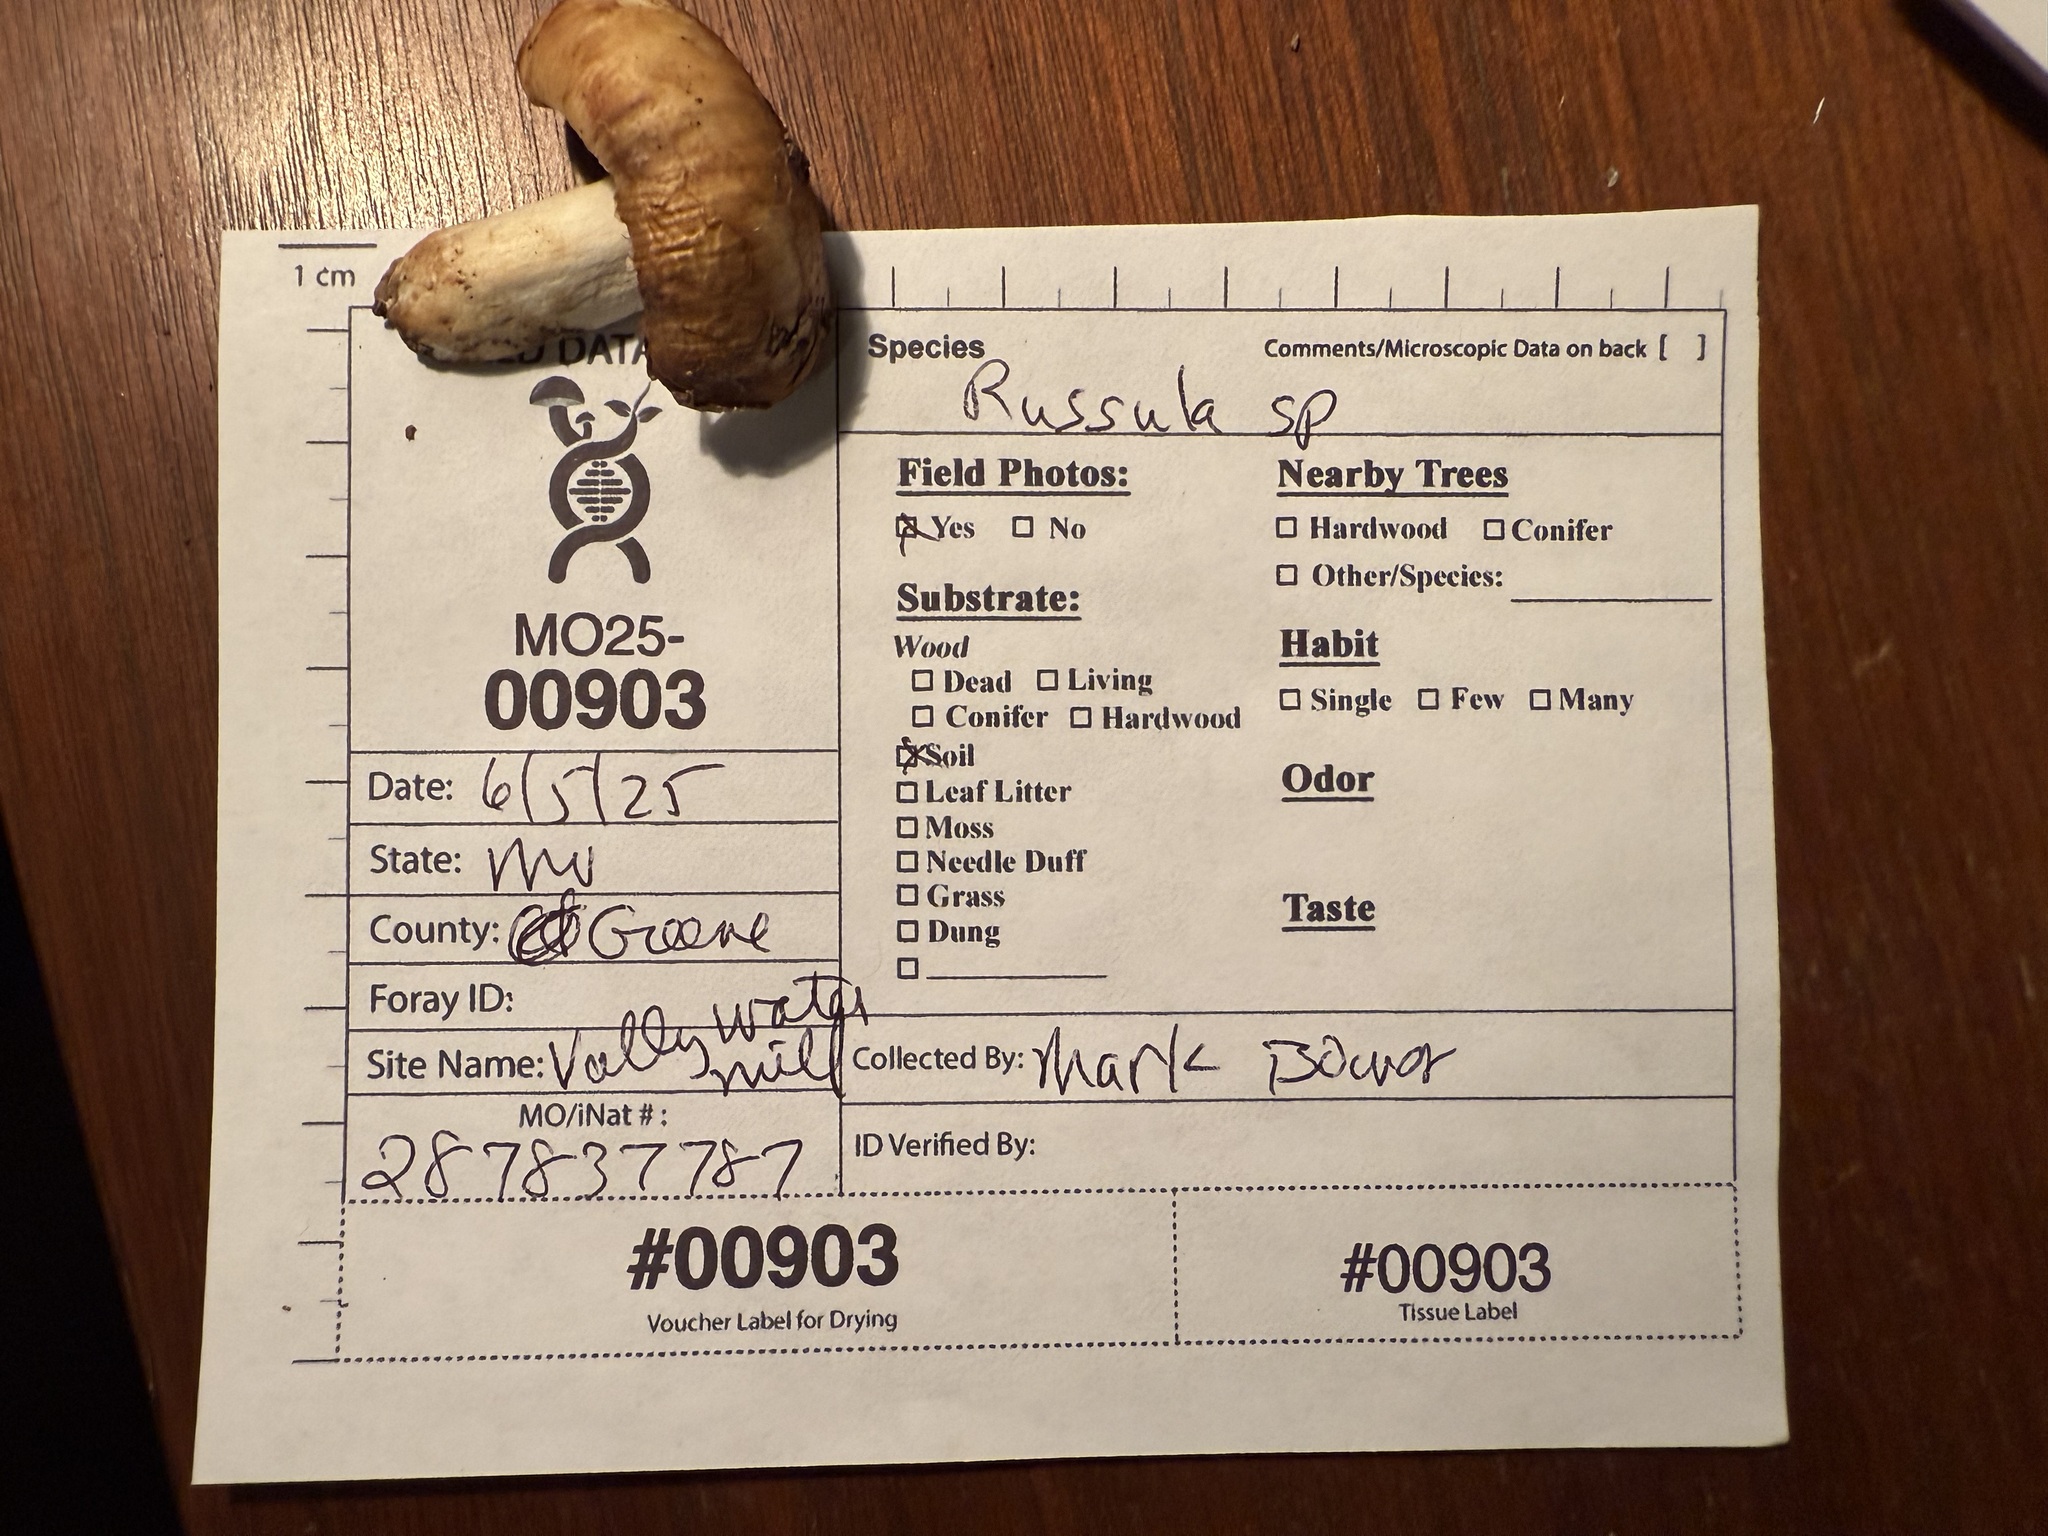 1 cm
DATA
MO25-
00903
Date: 6/5/25
State: MO
County: Greene
Foray ID:
Site Name: Vally water
mill
MO/iNat #:
287837787
Species
Comments/Microscopic Data on back [ ]
Russula sp
Field Photos:
Yes No
Substrate:
Wood
Dead Living
Conifer Hardwood
Soil
Leaf Litter
Moss
Needle Duff
Grass
Dung
Nearby Trees
Hardwood Conifer
Other/Species:
Habit
Single Few Many
Odor
Taste
Collected By: Mark Bower
ID Verified By:
#00903
Voucher Label for Drying
#00903
Tissue Label